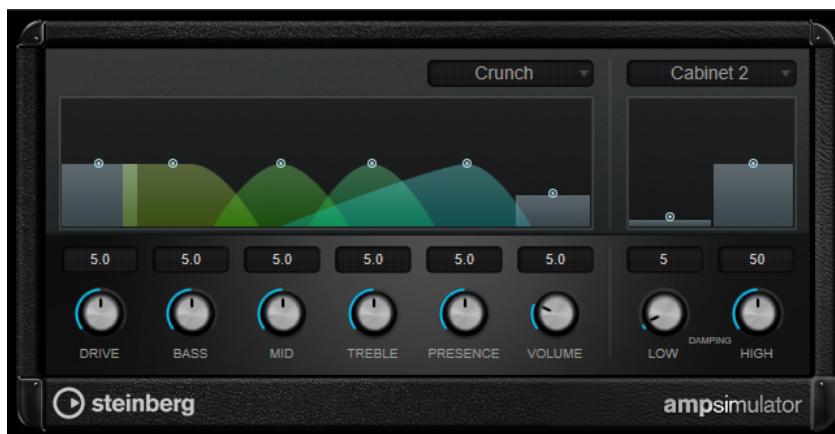 Crunch Cabinet 2
5.0 5.0 5.0 5.0 5.0 5.0 5 50
DRIVE BASS MID TREBLE PRESENCE VOLUME LOW DAMPING HIGH
steinberg ampsimulator